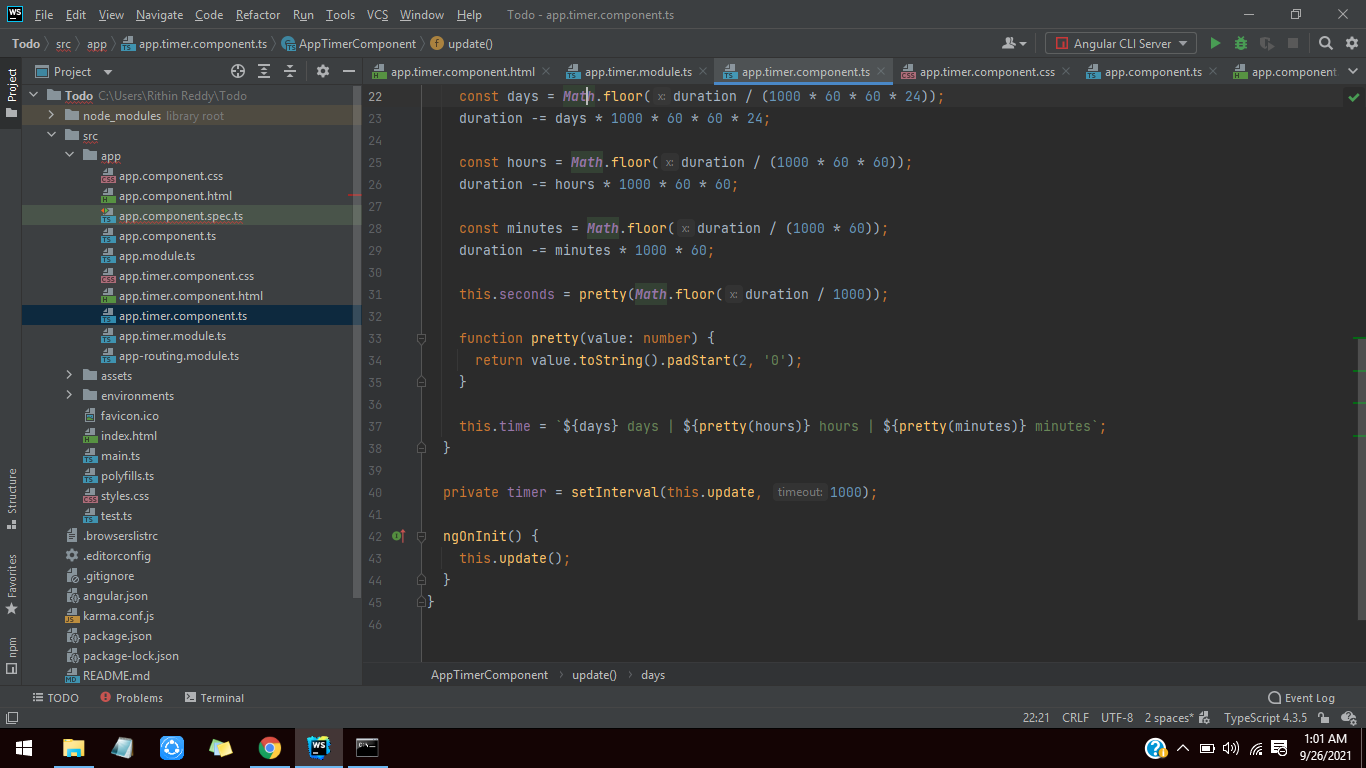 WS File Edit View Navigate Code Refactor Run Tools VCS Window Help Todo - app.timer.component.ts
Todo src app app.timer.component.ts AppTimerComponent f update() Angular CLI Server
Project app.timer.component.html app.timer.module.ts app.timer.component.ts app.timer.component.css app.component.ts app.component
Project
Todo C:\Users\Rithin Reddy\Todo
node_modules library root
src
app
app.component.css
app.component.html
app.component.spec.ts
app.component.ts
app.module.ts
app.timer.component.css
app.timer.component.html
app.timer.component.ts
app.timer.module.ts
app-routing.module.ts
assets
environments
favicon.ico
index.html
main.ts
polyfills.ts
styles.css
test.ts
.browserslistrc
.editorconfig
.gitignore
angular.json
karma.conf.js
package.json
package-lock.json
README.md
Structure
Favorites
npm
22 const days = Math.floor( x: duration / (1000 * 60 * 60 * 24));
23 duration -= days * 1000 * 60 * 60 * 24;
24
25 const hours = Math.floor( x: duration / (1000 * 60 * 60));
26 duration -= hours * 1000 * 60 * 60;
27
28 const minutes = Math.floor( x: duration / (1000 * 60));
29 duration -= minutes * 1000 * 60;
30
31 this.seconds = pretty(Math.floor( x: duration / 1000));
32
33 function pretty(value: number) {
34 return value.toString().padStart(2, '0');
35 }
36
37 this.time = `${days} days | ${pretty(hours)} hours | ${pretty(minutes)} minutes`;
38 }
39
40 private timer = setInterval(this.update, timeout: 1000);
41
42 ngOnInit() {
43 this.update();
44 }
45 }
46
AppTimerComponent update() days
TODO Problems Terminal Event Log
22:21 CRLF UTF-8 2 spaces* TypeScript 4.3.5
1:01 AM
9/26/2021